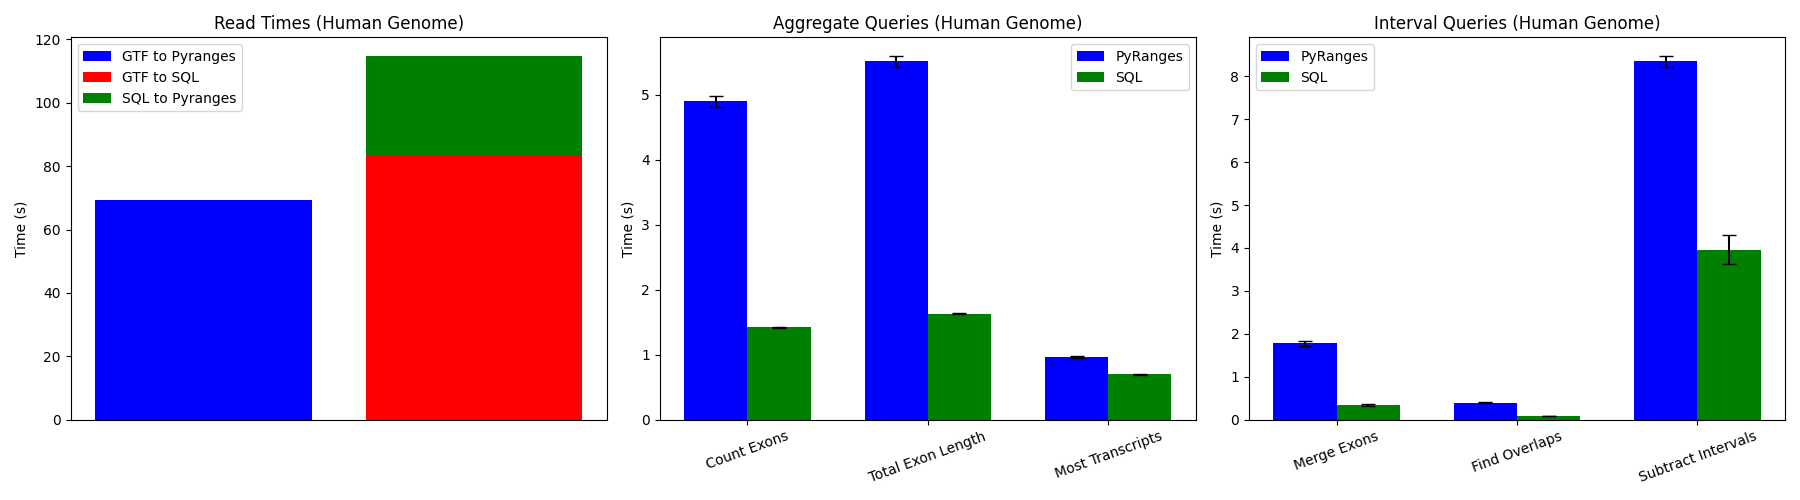 Read Times (Human Genome)
GTF to Pyranges
GTF to SQL
SQL to Pyranges
Time (s)
120
100
80
60
40
20
0
Aggregate Queries (Human Genome)
PyRanges
SQL
Time (s)
5
4
3
2
1
0
Count Exons
Total Exon Length
Most Transcripts
Interval Queries (Human Genome)
PyRanges
SQL
Time (s)
8
7
6
5
4
3
2
1
0
Merge Exons
Find Overlaps
Subtract Intervals